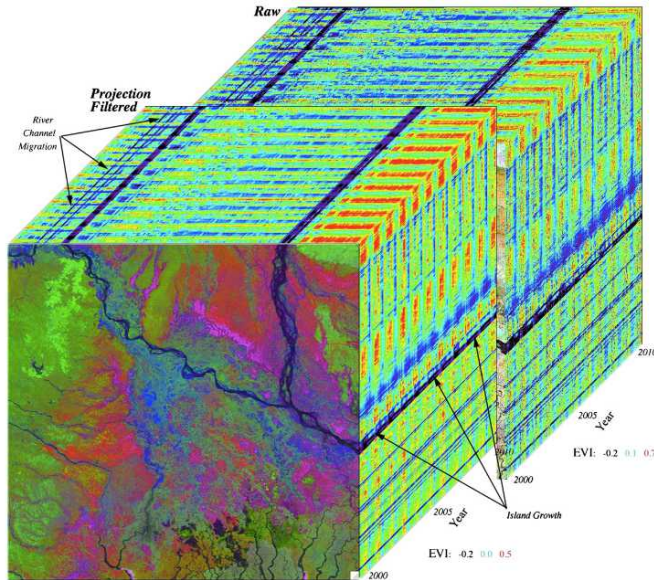 Raw
Projection
Filtered
River
Channel
Migration
2010
2005
Year
2010
2000
EVI: -0.2 0.1 0.7
2005
Year
Island Growth
EVI: -0.2 0.0 0.5
2000